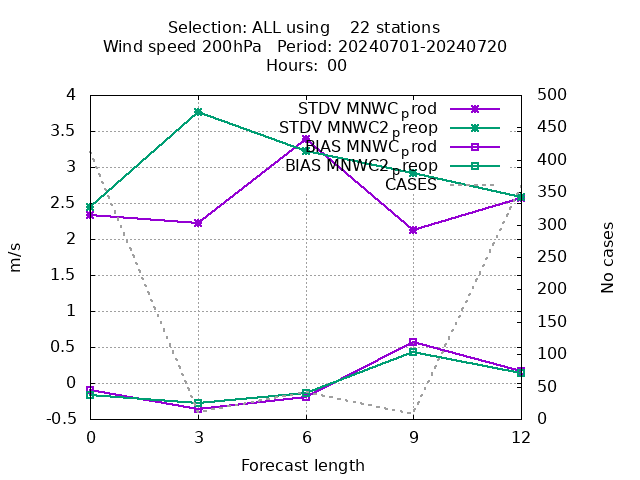 Selection: ALL using    22 stations
Wind speed 200hPa   Period: 20240701-20240720
Hours: 00
STDV MNWC_prod
STDV MNWC2_preop
BIAS MNWC_prod
BIAS MNWC2_preop
CASES
4
3.5
3
2.5
2
1.5
1
0.5
0
-0.5
m/s
500
450
400
350
300
250
200
150
100
50
0
No cases
0 3 6 9 12
Forecast length